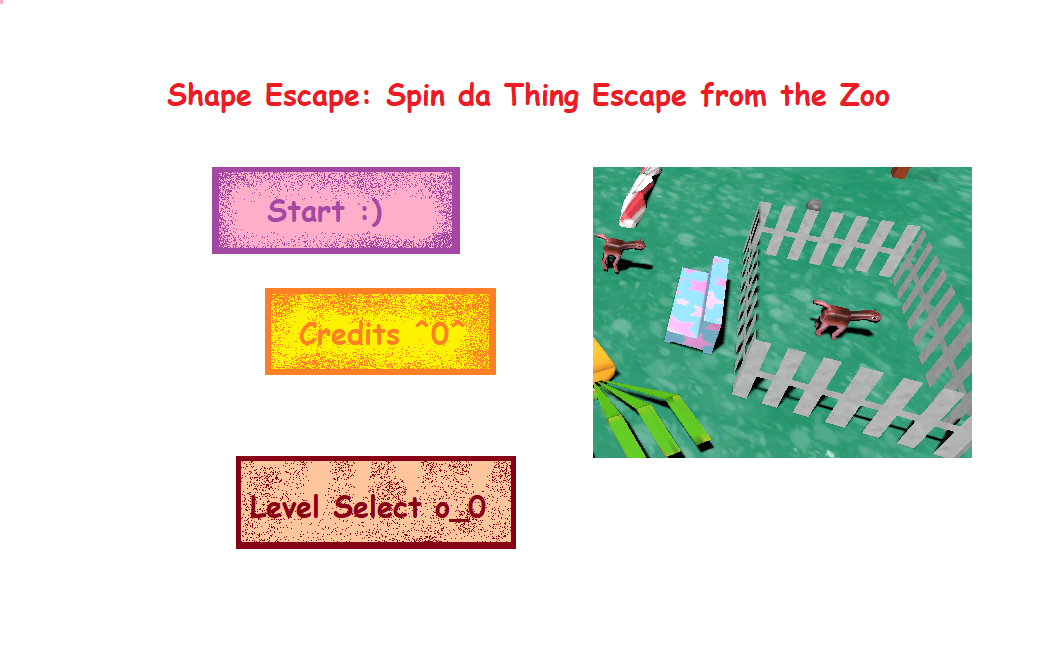 Shape Escape: Spin da Thing Escape from the Zoo
Start :)
Credits ^0^
Level Select o_0